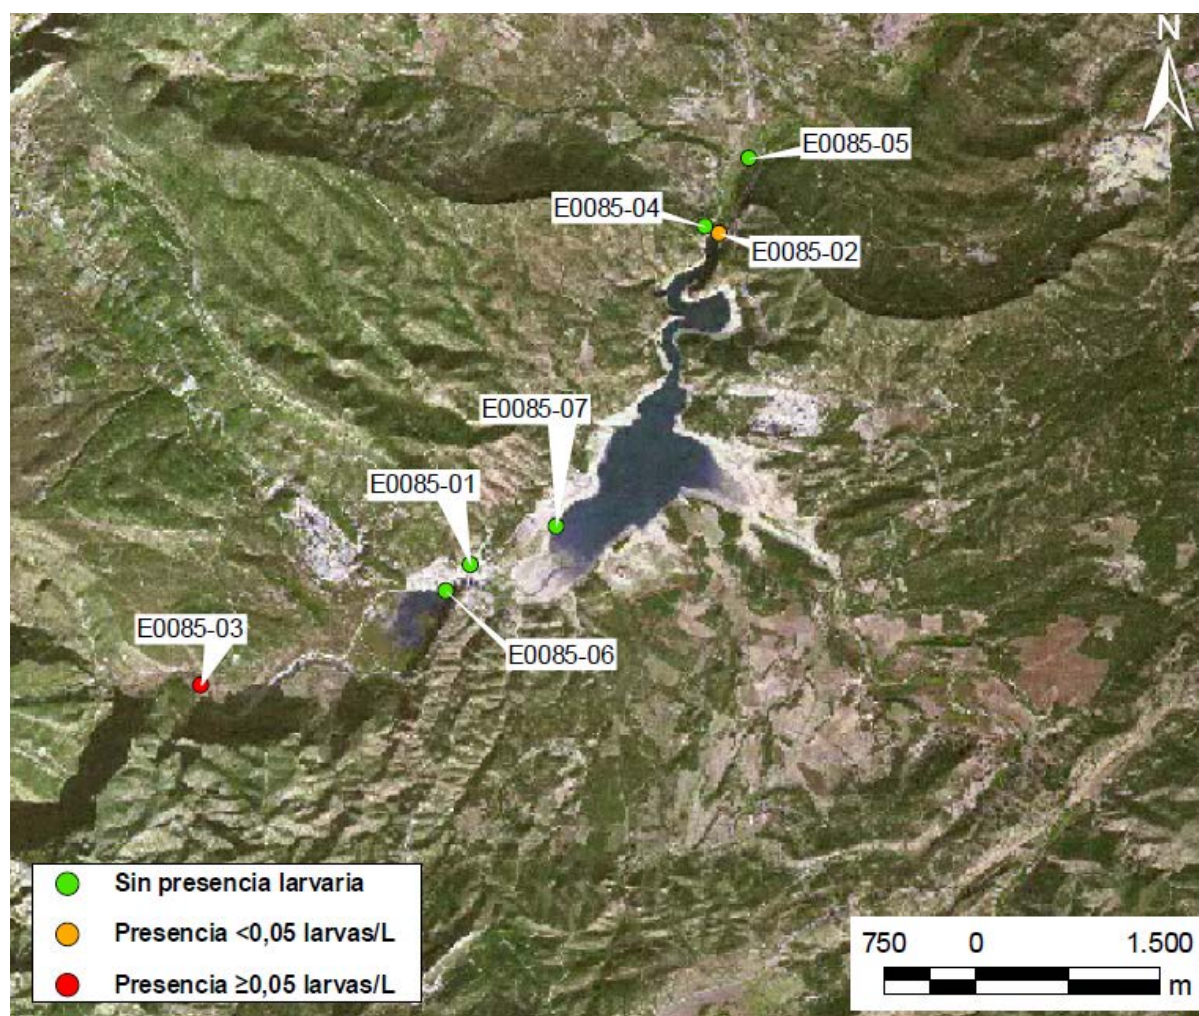 N
E0085-05
E0085-04
E0085-02
E0085-07
E0085-01
E0085-06
E0085-03
Sin presencia larvaria
Presencia <0,05 larvas/L
Presencia ≥0,05 larvas/L
750 0 1.500
m